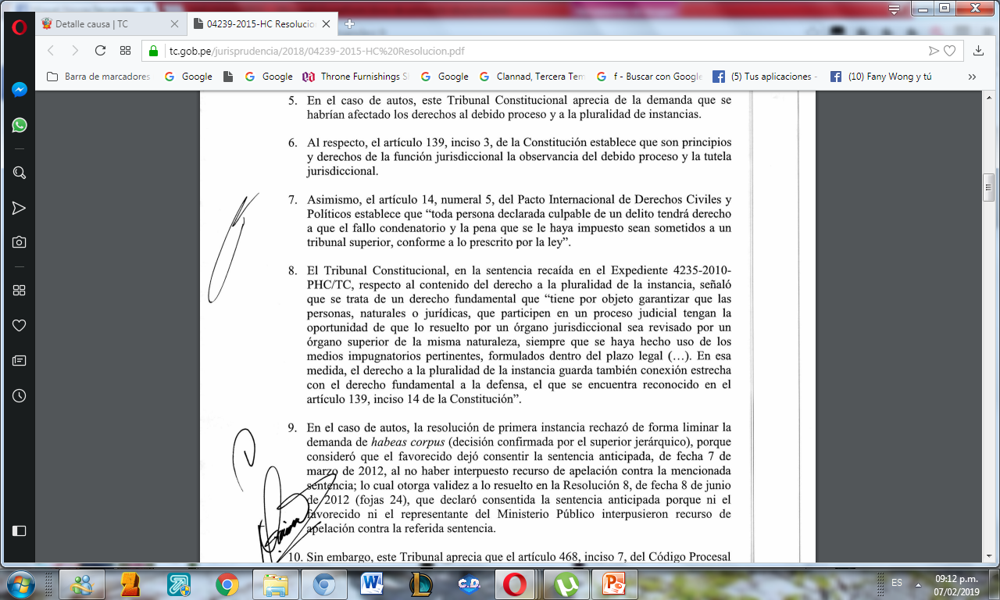 Detalle causa | TC
04239-2015-HC Resolucio
tc.gob.pe/jurisprudencia/2018/04239-2015-HC%20Resolucion.pdf
Barra de marcadores
Google
Google
Throne Furnishings S
Google
Clannad, Tercera Tem
f - Buscar con Google
(5) Tus aplicaciones -
(10) Fany Wong y tú
»
5. En el caso de autos, este Tribunal Constitucional aprecia de la demanda que se
habrían afectado los derechos al debido proceso y a la pluralidad de instancias.
6. Al respecto, el artículo 139, inciso 3, de la Constitución establece que son principios
y derechos de la función jurisdiccional la observancia del debido proceso y la tutela
jurisdiccional.
7. Asimismo, el artículo 14, numeral 5, del Pacto Internacional de Derechos Civiles y
Políticos establece que “toda persona declarada culpable de un delito tendrá derecho
a que el fallo condenatorio y la pena que se le haya impuesto sean sometidos a un
tribunal superior, conforme a lo prescrito por la ley”.
8. El Tribunal Constitucional, en la sentencia recaída en el Expediente 4235-2010-
PHC/TC, respecto al contenido del derecho a la pluralidad de la instancia, señaló
que se trata de un derecho fundamental que “tiene por objeto garantizar que las
personas, naturales o jurídicas, que participen en un proceso judicial tengan la
oportunidad de que lo resuelto por un órgano jurisdiccional sea revisado por un
órgano superior de la misma naturaleza, siempre que se haya hecho uso de los
medios impugnatorios pertinentes, formulados dentro del plazo legal (…). En esa
medida, el derecho a la pluralidad de la instancia guarda también conexión estrecha
con el derecho fundamental a la defensa, el que se encuentra reconocido en el
artículo 139, inciso 14 de la Constitución”.
9. En el caso de autos, la resolución de primera instancia rechazó de forma liminar la
demanda de habeas corpus (decisión confirmada por el superior jerárquico), porque
consideró que el favorecido dejó consentir la sentencia anticipada, de fecha 7 de
marzo de 2012, al no haber interpuesto recurso de apelación contra la mencionada
sentencia; lo cual otorga validez a lo resuelto en la Resolución 8, de fecha 8 de junio
de 2012 (fojas 24), que declaró consentida la sentencia anticipada porque ni el
favorecido ni el representante del Ministerio Público interpusieron recurso de
apelación contra la referida sentencia.
10. Sin embargo, este Tribunal aprecia que el artículo 468, inciso 7, del Código Procesal
C.D.
ES
09:12 p.m.
07/02/2019